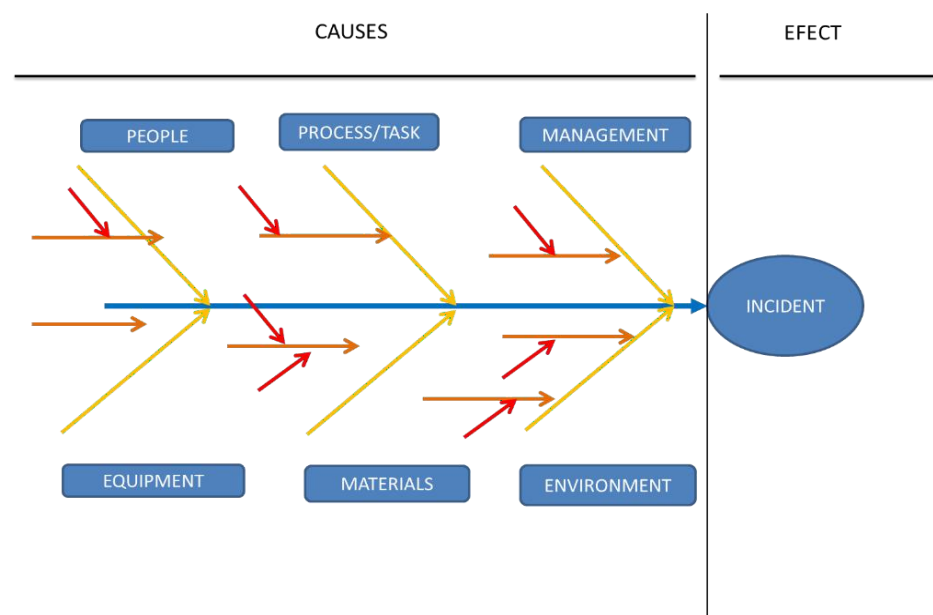 CAUSES
EFECT
PEOPLE
PROCESS/TASK
MANAGEMENT
INCIDENT
EQUIPMENT
MATERIALS
ENVIRONMENT